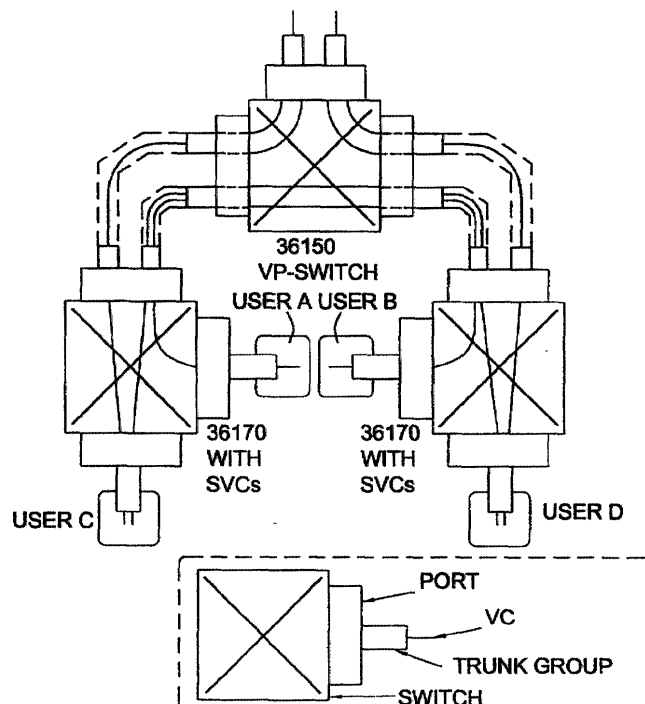 36150
VP-SWITCH
USER A USER B
36170
WITH
SVCs
36170
WITH
SVCs
USER C
USER D
PORT
VC
TRUNK GROUP
SWITCH